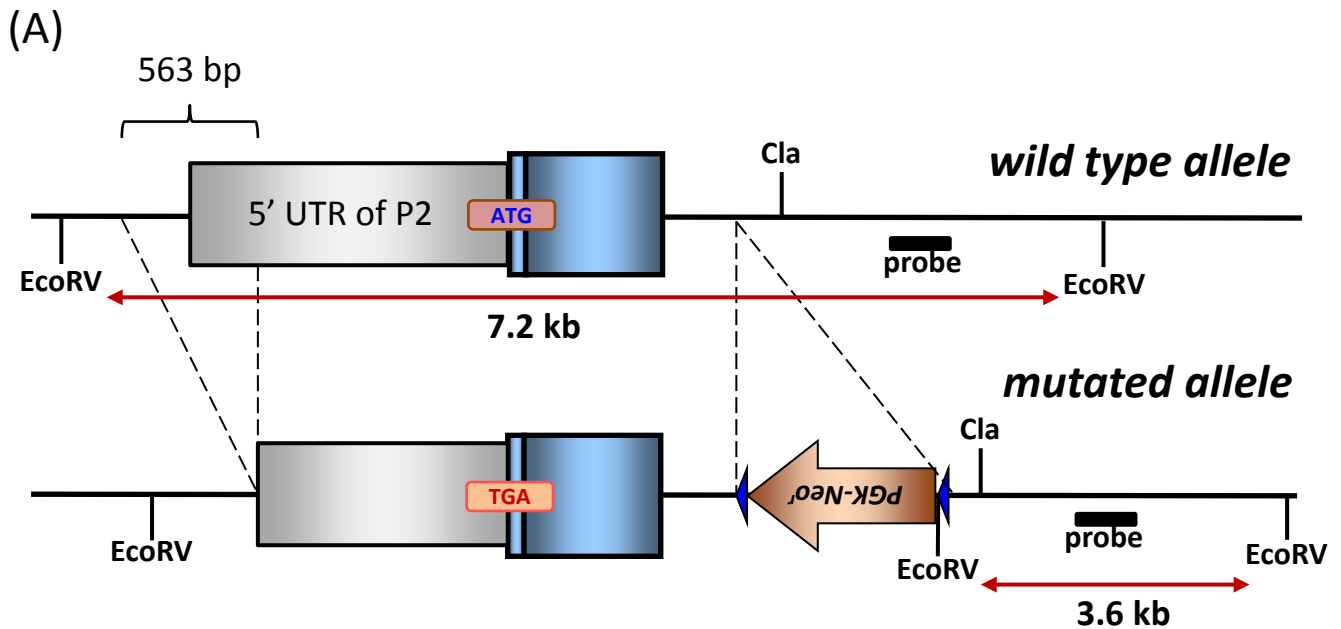 (A)
563 bp
Cla
wild type allele
5' UTR of P2
ATG
EcoRV
probe
EcoRV
7.2 kb
mutated allele
Cla
TGA
PGK-Neoʳ
EcoRV
EcoRV
probe
EcoRV
3.6 kb